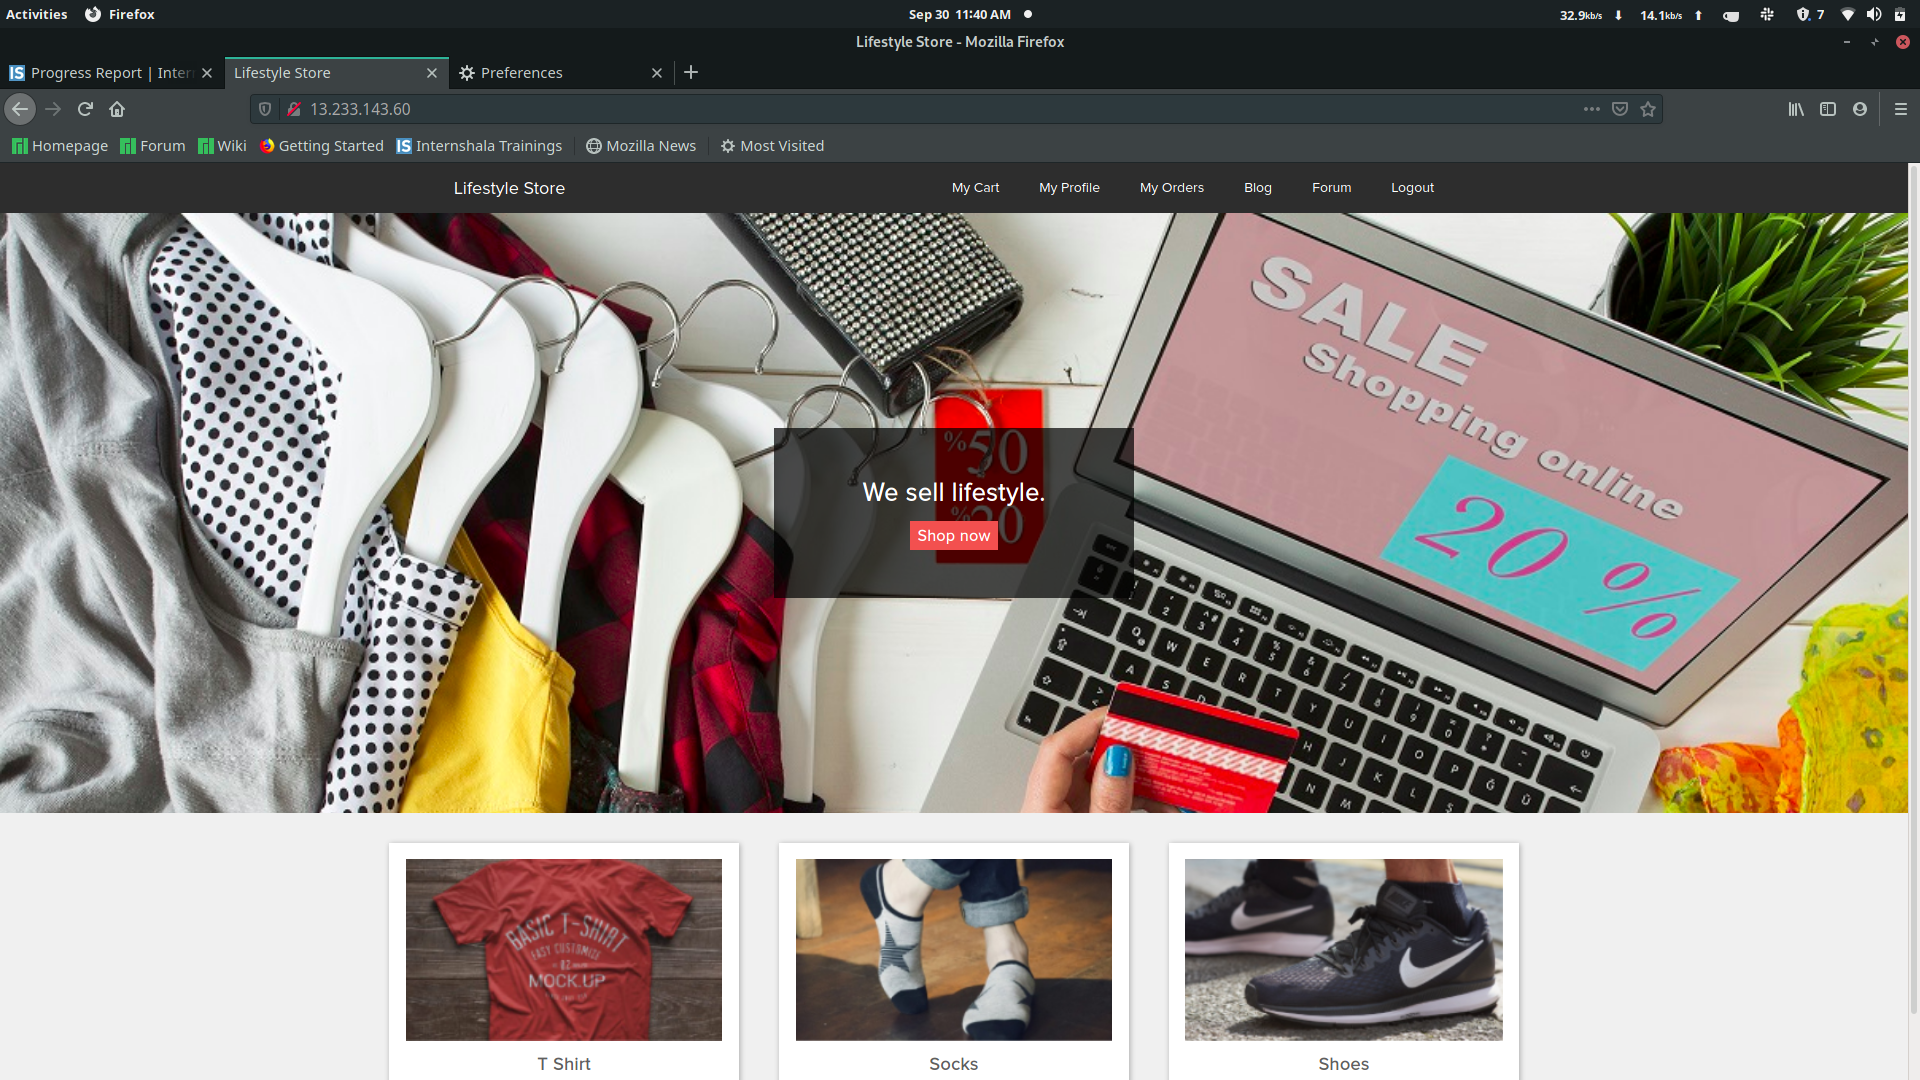 Activities Firefox Sep 30 11:40 AM 32.9kb/s 14.1kb/s 7
Lifestyle Store - Mozilla Firefox
Progress Report | Inter Lifestyle Store Preferences
13.233.143.60
Homepage Forum Wiki Getting Started IS Internshala Trainings Mozilla News Most Visited
Lifestyle Store My Cart My Profile My Orders Blog Forum Logout
SALE
Shopping online
20 %
%50
%20
We sell lifestyle.
Shop now
BASIC T-SHIRT
EASY CUSTOMIZE
MOCK.UP
T Shirt Socks Shoes